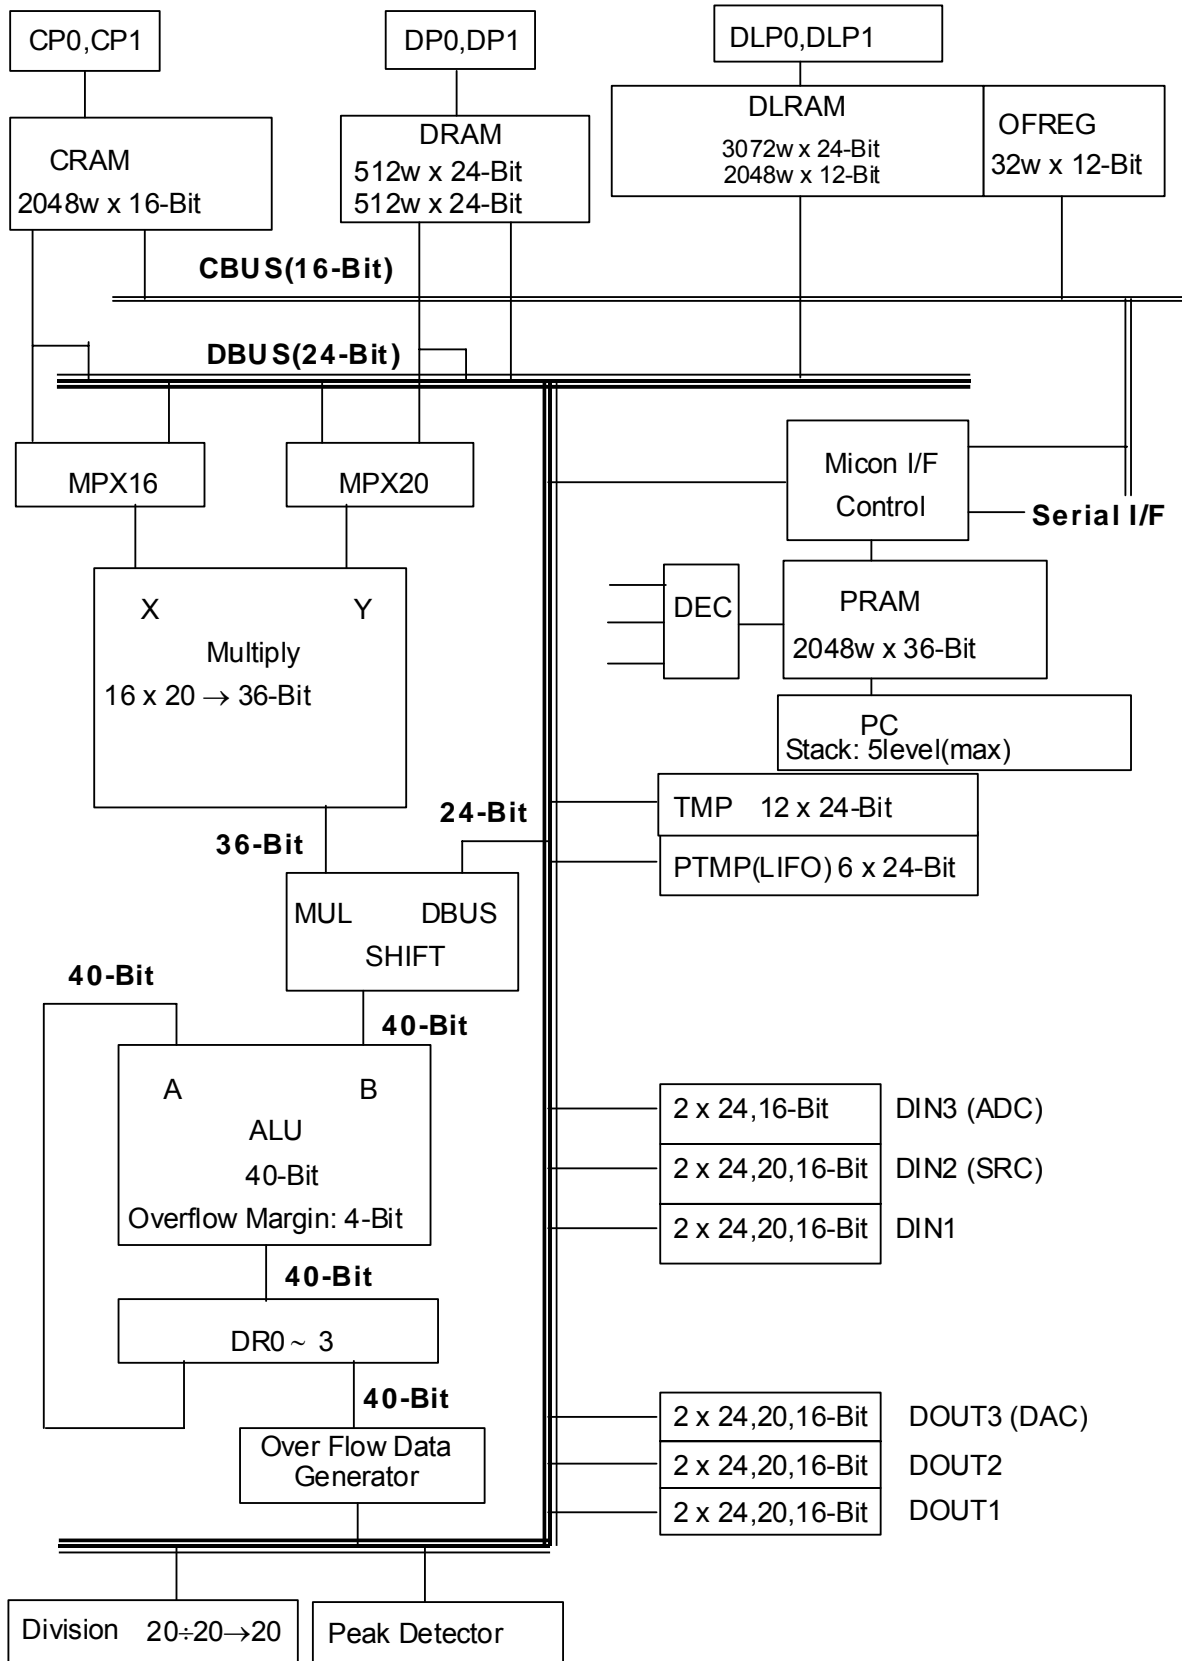 CP0,CP1
DP0,DP1
DLP0,DLP1
CRAM
2048w x 16-Bit
DRAM
512w x 24-Bit
512w x 24-Bit
DLRAM
3072w x 24-Bit
2048w x 12-Bit
OFREG
32w x 12-Bit
CBUS(16-Bit)
DBUS(24-Bit)
MPX16
MPX20
Micon I/F
Control
Serial I/F
X Y
Multiply
16 x 20 → 36-Bit
DEC
PRAM
2048w x 36-Bit
PC
Stack: 5level(max)
TMP 12 x 24-Bit
PTMP(LIFO) 6 x 24-Bit
24-Bit
36-Bit
MUL DBUS
SHIFT
40-Bit
40-Bit
A B
ALU
40-Bit
Overflow Margin: 4-Bit
40-Bit
DR0 ~ 3
40-Bit
Over Flow Data
Generator
2 x 24,16-Bit DIN3 (ADC)
2 x 24,20,16-Bit DIN2 (SRC)
2 x 24,20,16-Bit DIN1
2 x 24,20,16-Bit DOUT3 (DAC)
2 x 24,20,16-Bit DOUT2
2 x 24,20,16-Bit DOUT1
Division 20÷20→20
Peak Detector